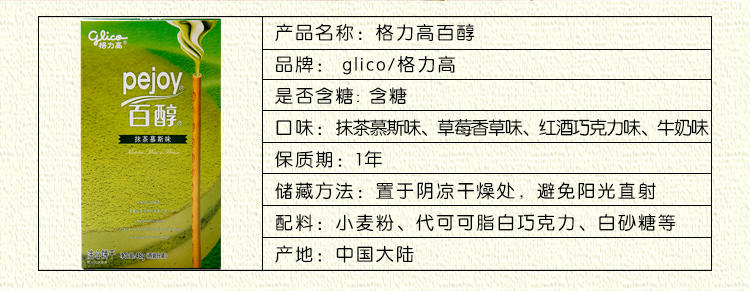 Glico
格力高
pejoy
百醇
抹茶慕斯味
产品名称：格力高百醇
品牌： glico/格力高
是否含糖: 含糖
口味：抹茶慕斯味、草莓香草味、红酒巧克力味、牛奶味
保质期：1年
储藏方法：置于阴凉干燥处，避免阳光直射
配料：小麦粉、代可可脂白巧克力、白砂糖等
产地：中国大陆